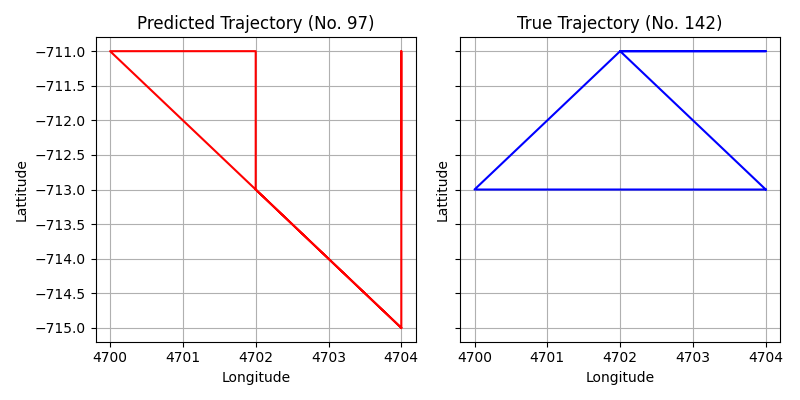 Predicted Trajectory (No. 97)
True Trajectory (No. 142)
Lattitude
−711.0
−711.5
−712.0
−712.5
−713.0
−713.5
−714.0
−714.5
−715.0
4700 4701 4702 4703 4704
Longitude
Lattitude
4700 4701 4702 4703 4704
Longitude